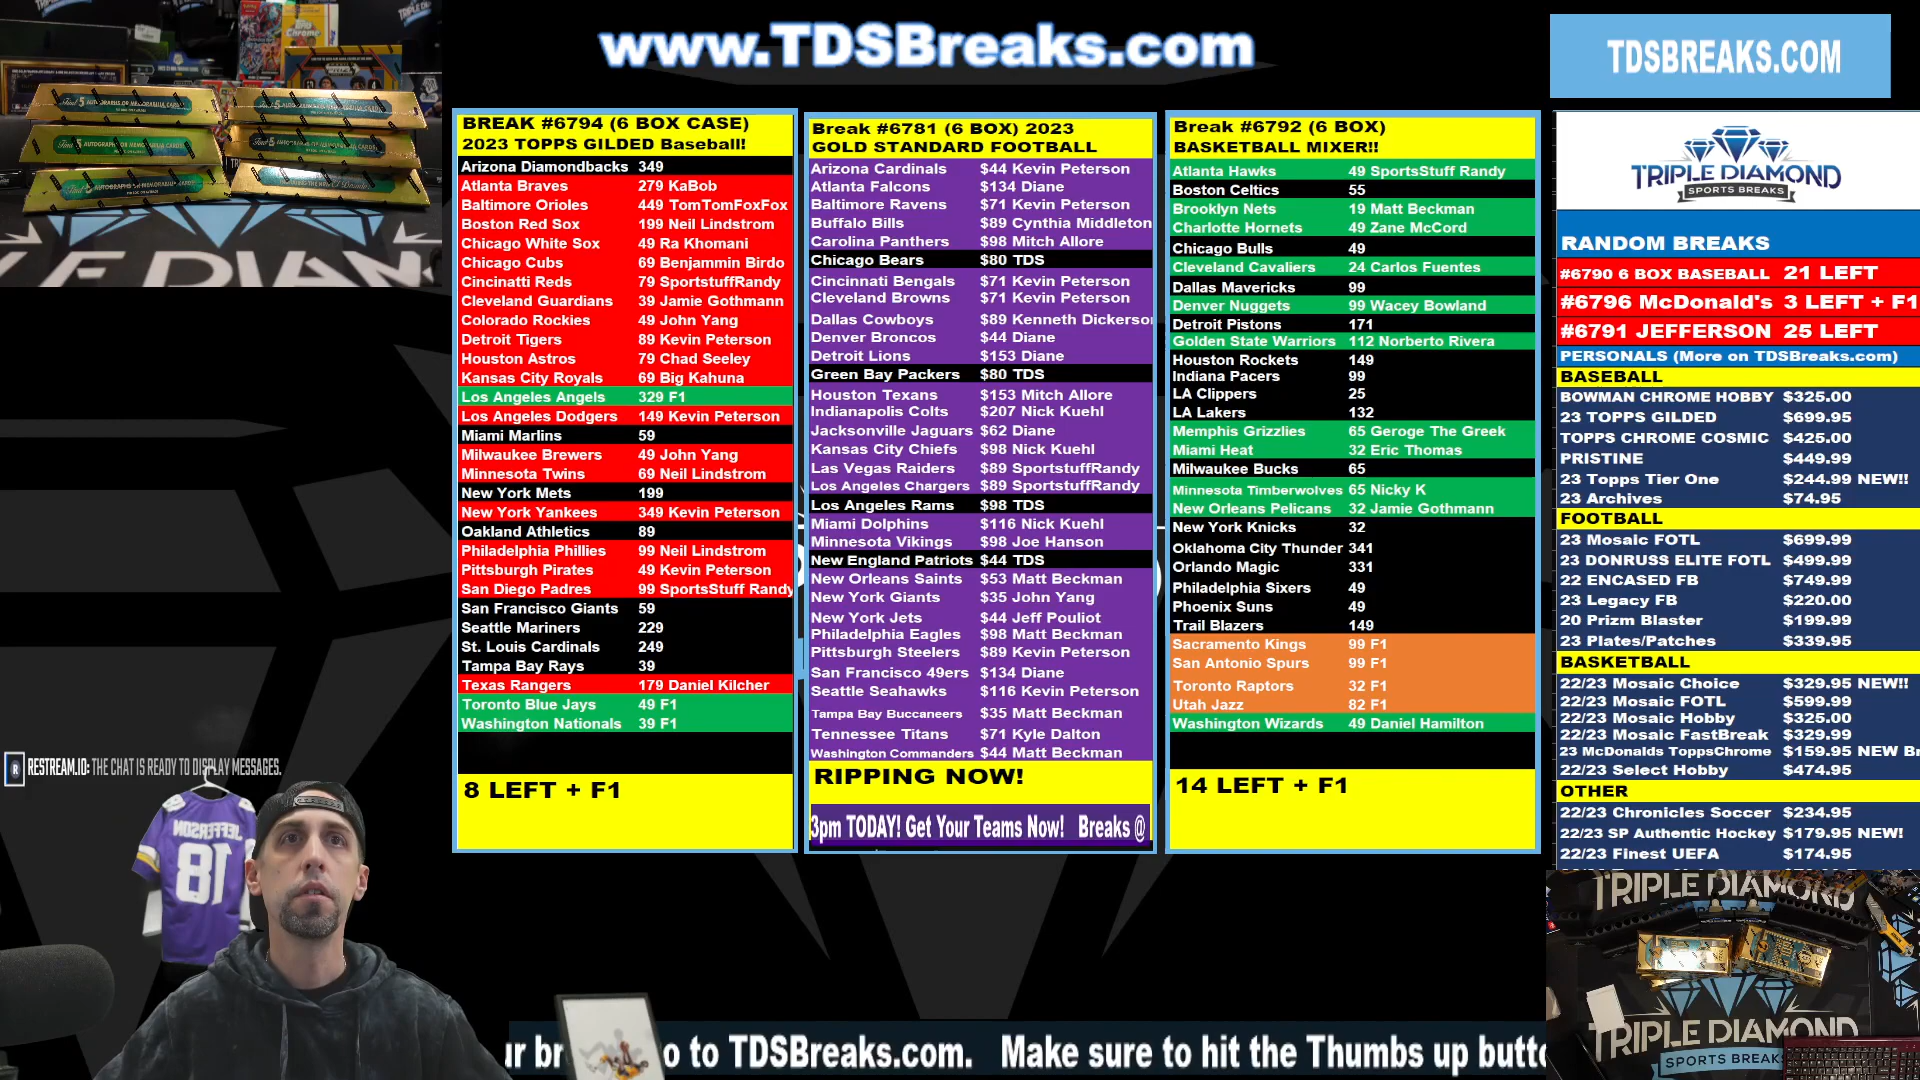 www.TDSBreaks.com
TDSBREAKS.COM
BREAK #6794 (6 BOX CASE)
2023 TOPPS GILDED Baseball!
Arizona Diamondbacks 349
Atlanta Braves 279 KaBob
Baltimore Orioles 449 TomTomFoxFox
Boston Red Sox 199 Neil Lindstrom
Chicago White Sox 49 Ra Khomani
Chicago Cubs 69 Benjammin Birdo
Cincinatti Reds 79 SportstuffRandy
Cleveland Guardians 39 Jamie Gothmann
Colorado Rockies 49 John Yang
Detroit Tigers 89 Kevin Peterson
Houston Astros 79 Chad Seeley
Kansas City Royals 69 Big Kahuna
Los Angeles Angels 329 F1
Los Angeles Dodgers 149 Kevin Peterson
Miami Marlins 59
Milwaukee Brewers 49 John Yang
Minnesota Twins 69 Neil Lindstrom
New York Mets 199
New York Yankees 349 Kevin Peterson
Oakland Athletics 89
Philadelphia Phillies 99 Neil Lindstrom
Pittsburgh Pirates 49 Kevin Peterson
San Diego Padres 99 SportsStuff Randy
San Francisco Giants 59
Seattle Mariners 229
St. Louis Cardinals 249
Tampa Bay Rays 39
Texas Rangers 179 Daniel Kilcher
Toronto Blue Jays 49 F1
Washington Nationals 39 F1
8 LEFT + F1
Break #6781 (6 BOX) 2023
GOLD STANDARD FOOTBALL
Arizona Cardinals $44 Kevin Peterson
Atlanta Falcons $134 Diane
Baltimore Ravens $71 Kevin Peterson
Buffalo Bills $89 Cynthia Middleton
Carolina Panthers $98 Mitch Allore
Chicago Bears $80 TDS
Cincinnati Bengals $71 Kevin Peterson
Cleveland Browns $71 Kevin Peterson
Dallas Cowboys $89 Kenneth Dickerson
Denver Broncos $44 Diane
Detroit Lions $153 Diane
Green Bay Packers $80 TDS
Houston Texans $153 Mitch Allore
Indianapolis Colts $207 Nick Kuehl
Jacksonville Jaguars $62 Diane
Kansas City Chiefs $98 Nick Kuehl
Las Vegas Raiders $89 SportstuffRandy
Los Angeles Chargers $89 SportstuffRandy
Los Angeles Rams $98 TDS
Miami Dolphins $116 Nick Kuehl
Minnesota Vikings $98 Joe Hanson
New England Patriots $44 TDS
New Orleans Saints $53 Matt Beckman
New York Giants $35 John Yang
New York Jets $44 Jeff Pouliot
Philadelphia Eagles $98 Matt Beckman
Pittsburgh Steelers $89 Kevin Peterson
San Francisco 49ers $134 Diane
Seattle Seahawks $116 Kevin Peterson
Tampa Bay Buccaneers $35 Matt Beckman
Tennessee Titans $71 Kyle Dalton
Washington Commanders $44 Matt Beckman
RIPPING NOW!
3pm TODAY! Get Your Teams Now! Breaks @
Break #6792 (6 BOX)
BASKETBALL MIXER!!
Atlanta Hawks 49 SportsStuff Randy
Boston Celtics 55
Brooklyn Nets 19 Matt Beckman
Charlotte Hornets 49 Zane McCord
Chicago Bulls 49
Cleveland Cavaliers 24 Carlos Fuentes
Dallas Mavericks 99
Denver Nuggets 99 Wacey Bowland
Detroit Pistons 171
Golden State Warriors 112 Norberto Rivera
Houston Rockets 149
Indiana Pacers 99
LA Clippers 25
LA Lakers 132
Memphis Grizzlies 65 Geroge The Greek
Miami Heat 32 Eric Thomas
Milwaukee Bucks 65
Minnesota Timberwolves 65 Nicky K
New Orleans Pelicans 32 Jamie Gothmann
New York Knicks 32
Oklahoma City Thunder 341
Orlando Magic 331
Philadelphia Sixers 49
Phoenix Suns 49
Trail Blazers 149
Sacramento Kings 99 F1
San Antonio Spurs 99 F1
Toronto Raptors 32 F1
Utah Jazz 82 F1
Washington Wizards 49 Daniel Hamilton
14 LEFT + F1
TRIPLE DIAMOND
SPORTS BREAKS
RANDOM BREAKS
#6790 6 BOX BASEBALL 21 LEFT
#6796 McDonald's 3 LEFT + F1
#6791 JEFFERSON 25 LEFT
PERSONALS (More on TDSBreaks.com)
BASEBALL
BOWMAN CHROME HOBBY $325.00
23 TOPPS GILDED $699.95
TOPPS CHROME COSMIC $425.00
PRISTINE $449.99
23 Topps Tier One $244.99 NEW!!
23 Archives $74.95
FOOTBALL
23 Mosaic FOTL $699.99
23 DONRUSS ELITE FOTL $499.99
22 ENCASED FB $749.99
23 Legacy FB $220.00
20 Prizm Blaster $199.99
23 Plates/Patches $339.95
BASKETBALL
22/23 Mosaic Choice $329.95 NEW!!
22/23 Mosaic FOTL $599.99
22/23 Mosaic Hobby $325.00
22/23 Mosaic FastBreak $329.99
23 McDonalds ToppsChrome $159.95 NEW Br
22/23 Select Hobby $474.95
OTHER
22/23 Chronicles Soccer $234.95
22/23 SP Authentic Hockey $179.95 NEW!
22/23 Finest UEFA $174.95
RESTREAM.IO: THE CHAT IS READY TO DISPLAY MESSAGES.
JEFFERSON
18
TRIPLE DIAMOND
TRIPLE DIAMOND
SPORTS BREAKS
ur br o to TDSBreaks.com. Make sure to hit the Thumbs up butto